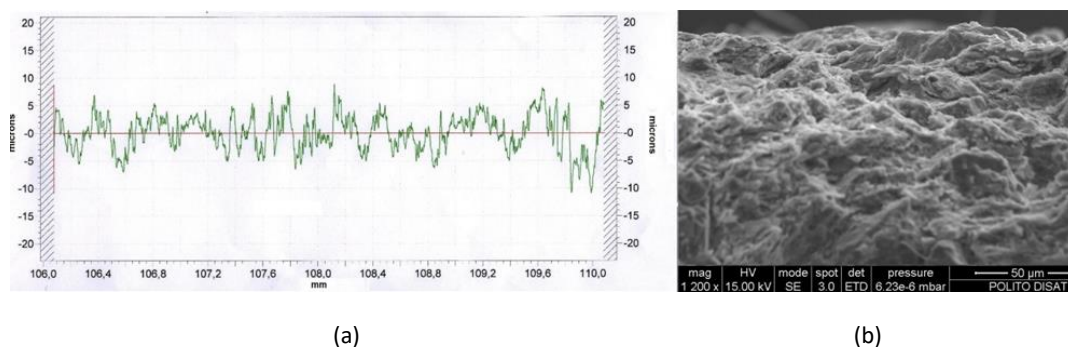 20
15
10
5
-0
-5
-10
-15
-20
microns
20
15
10
5
-0
-5
-10
-15
-20
microns
106,0 106,4 106,8 107,2 107,6 108,0 108,4 108,8 109,2 109,6 110,0
mm
mag HV mode spot det pressure 50 µm
1 200 x 15.00 kV SE 3.0 ETD 6.23e-6 mbar POLITO DISAT
(a) (b)